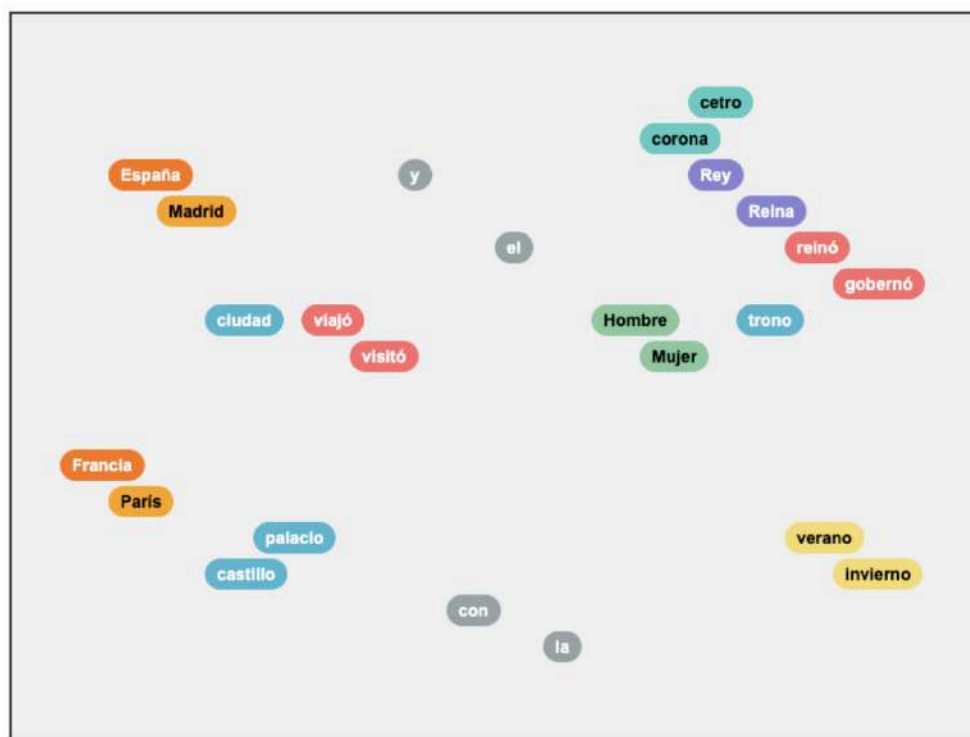 cetro
corona
España y Rey
Madrid Reina
el reinó
gobernó
ciudad viajó Hombre trono
visitó Mujer
Francia
París
palacio verano
castillo invierno
con
la